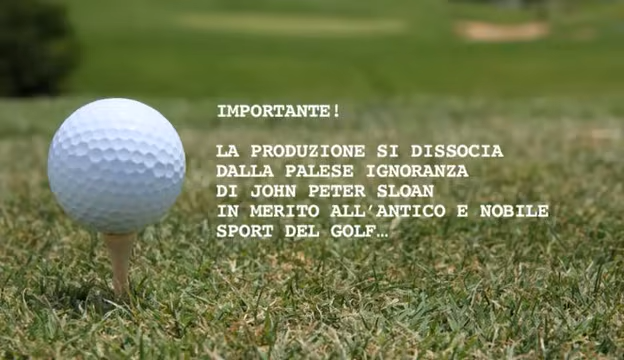 IMPORTANTE!
LA PRODUZIONE SI DISSOCIA
DALLA PALESE IGNORANZA
DI JOHN PETER SLOAN
IN MERITO ALL'ANTICO E NOBILE
SPORT DEL GOLF…